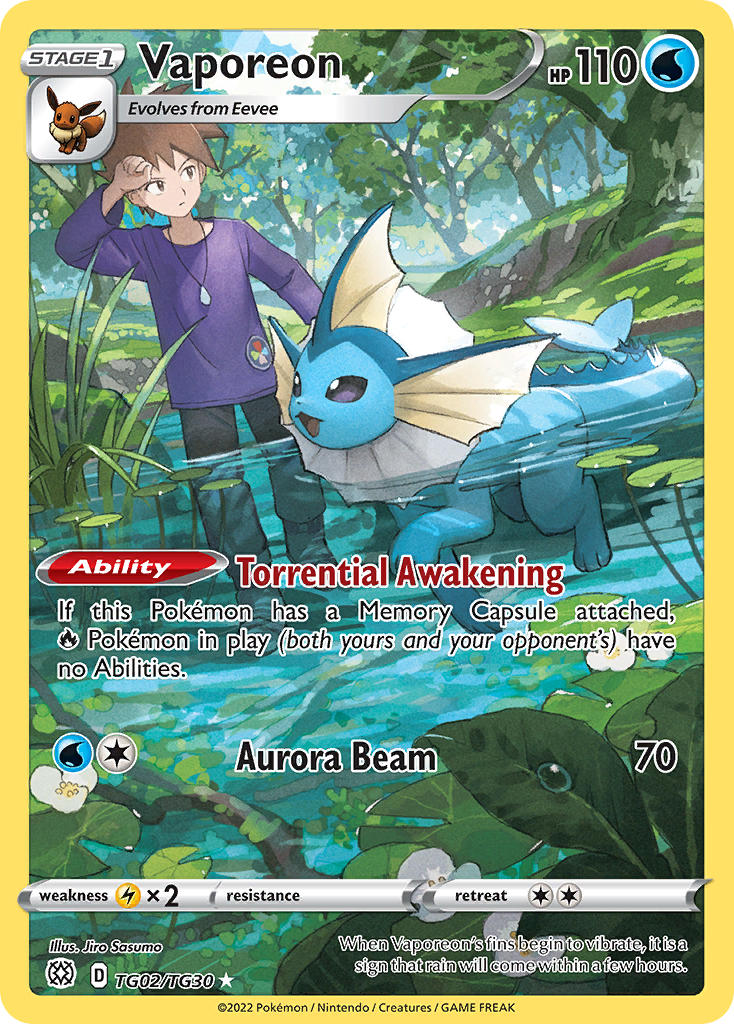 STAGE 1
Vaporeon
HP 110
Evolves from Eevee
Ability
Torrential Awakening
If this Pokémon has a Memory Capsule attached,
Pokémon in play (both yours and your opponent's) have
no Abilities.
Aurora Beam 70
weakness ×2 resistance retreat
Illus. Jiro Sasumo
When Vaporeon's fins begin to vibrate, it is a
sign that rain will come within a few hours.
D TG02/TG30 ★
©2022 Pokémon / Nintendo / Creatures / GAME FREAK